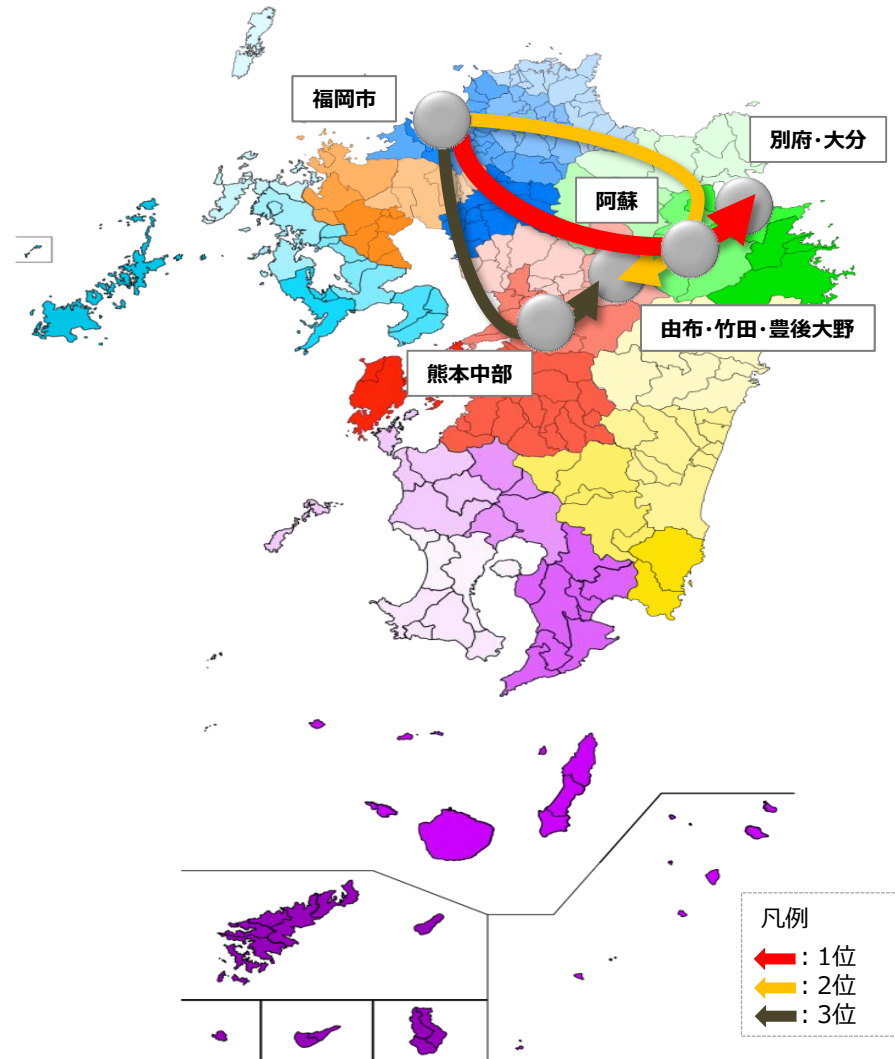 福岡市
別府・大分
阿蘇
由布・竹田・豊後大野
熊本中部
凡例
：1位
：2位
：3位